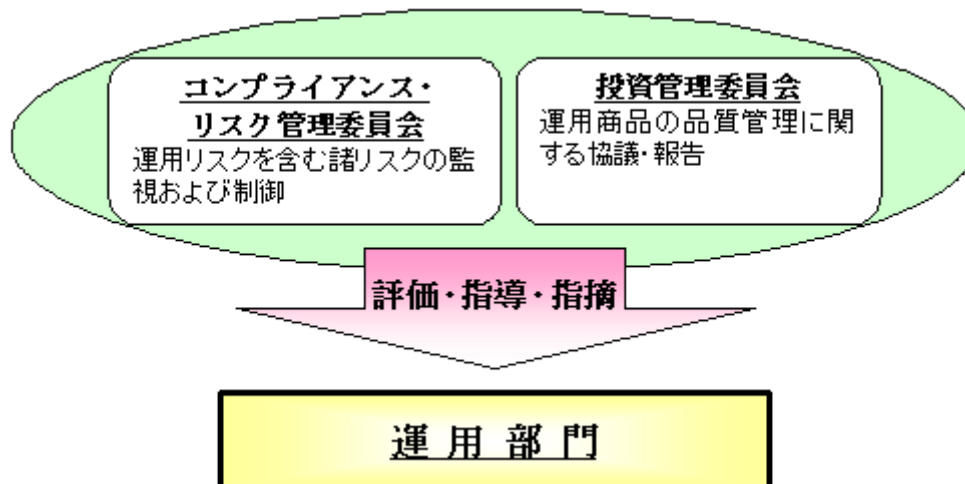 コンプライアンス・
リスク管理委員会
運用リスクを含む諸リスクの監
視および制御
投資管理委員会
運用商品の品質管理に関
する協議・報告
評価・指導・指摘
運用部門